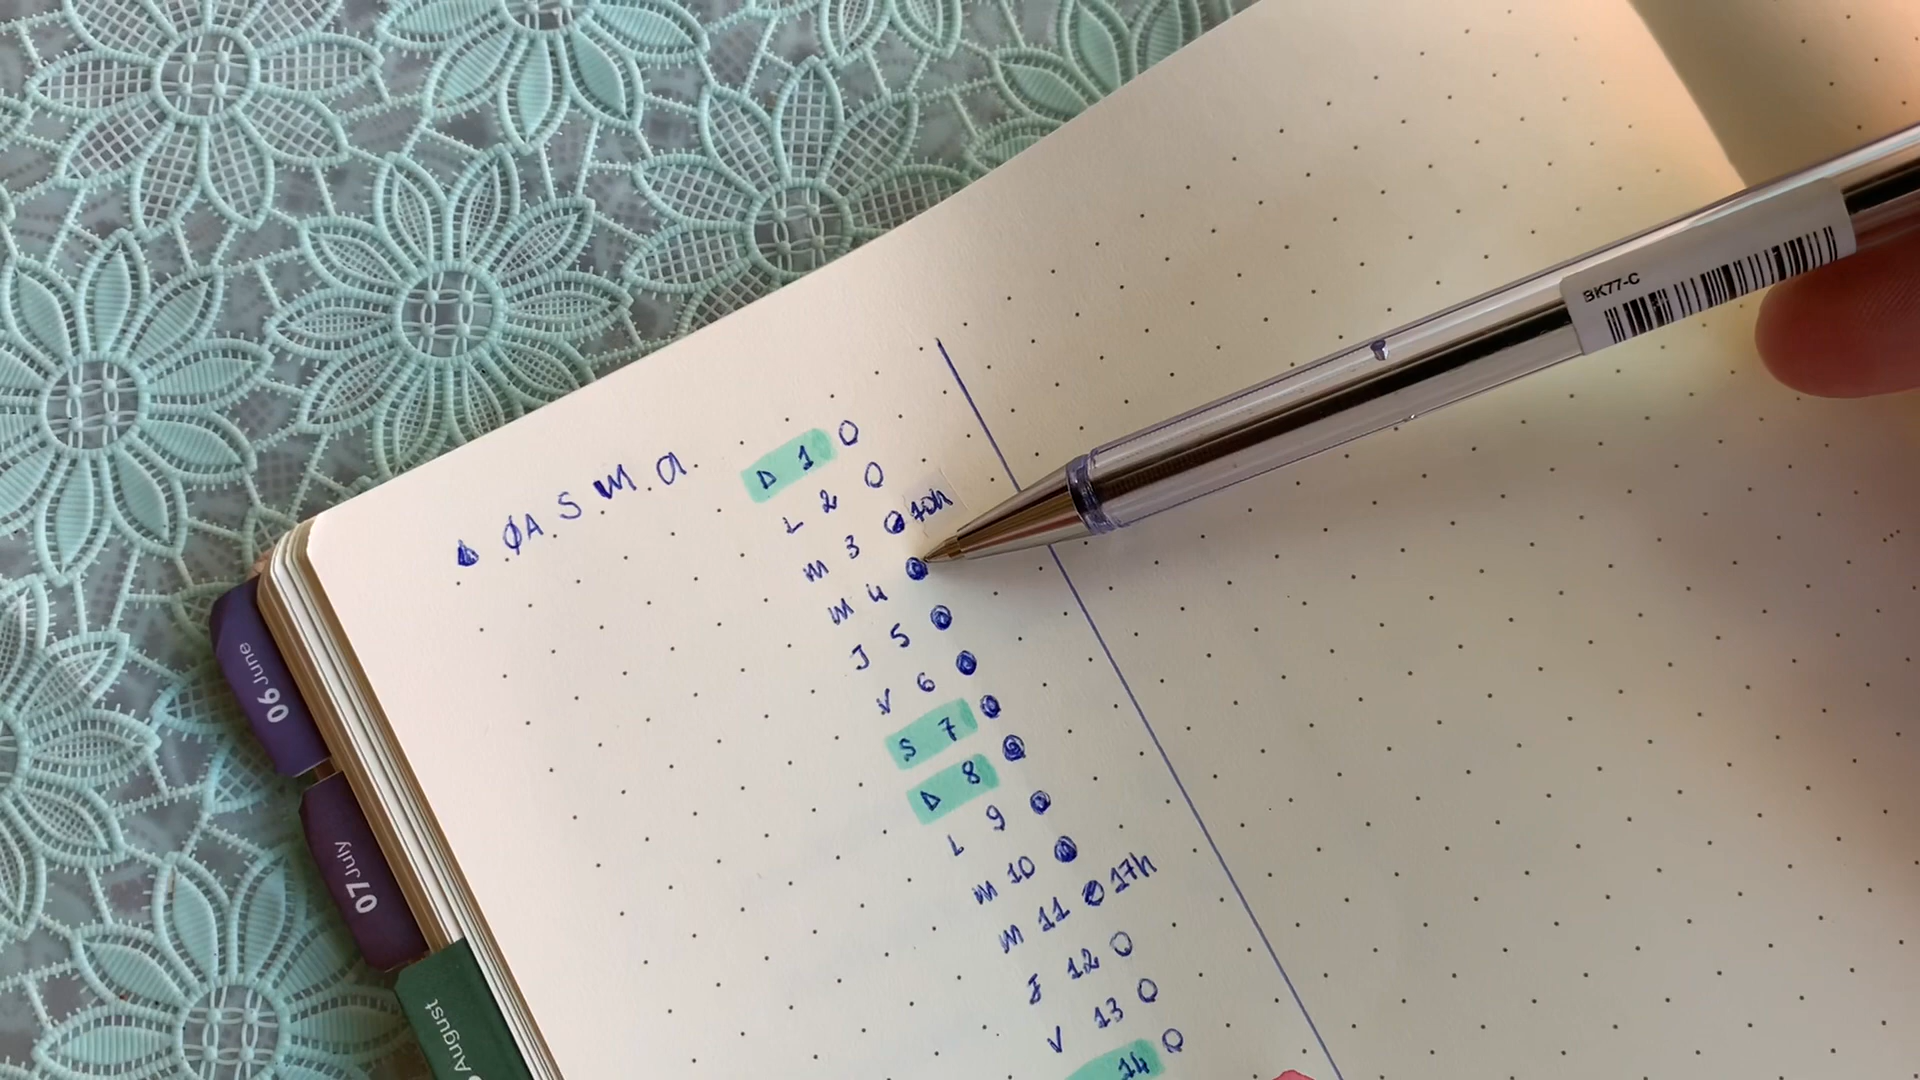 ØA.S.M.A.
D 1 O
L 2 O
M 3 10h
M 4
J 5
V 6
S 7
D 8
L 9
M 10
M 11 17h
J 12 O
V 13 O
14 O
BK77-C
06 June
07 July
August